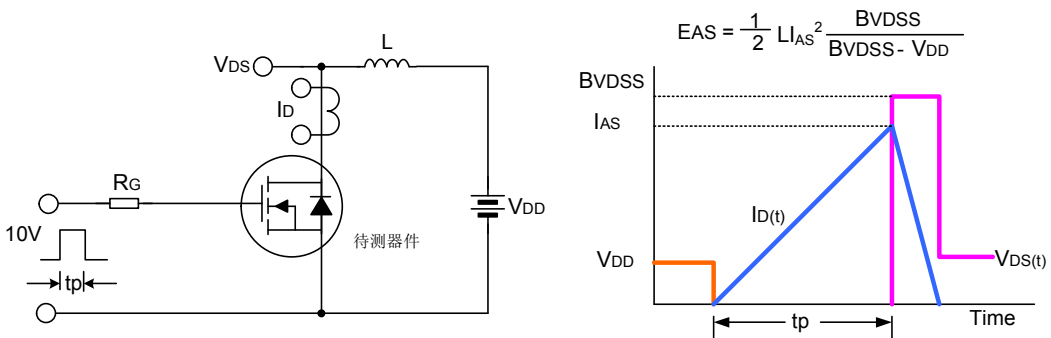 VDS
L
ID
RG
10V
tp
待测器件
VDD
EAS = 1/2 LIAS² BVDSS / BVDSS - VDD
BVDSS
IAS
ID(t)
VDD
VDS(t)
tp
Time